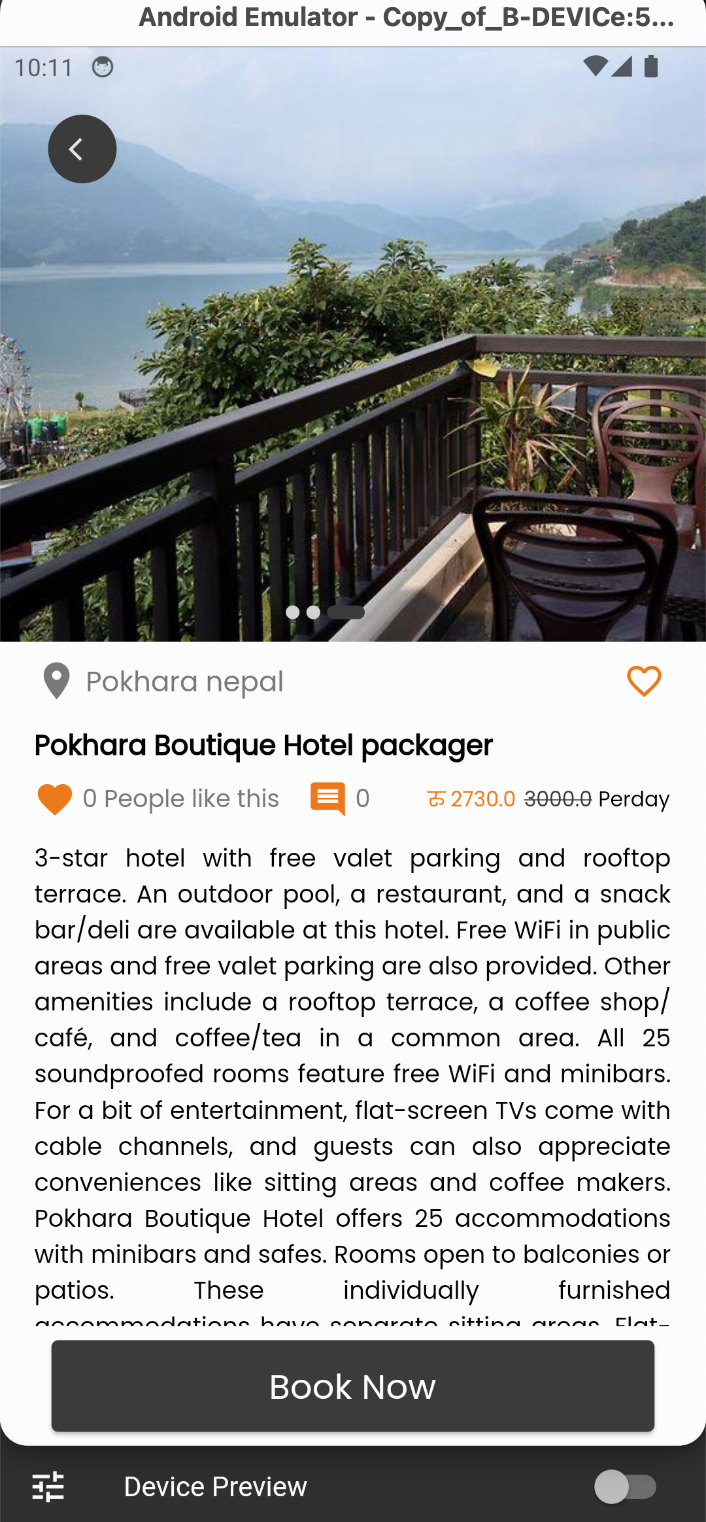 Android Emulator - Copy_of_B-DEVICe:5...
10:11
Pokhara nepal
Pokhara Boutique Hotel packager
0 People like this 0 रु 2730.0 3000.0 Perday
3-star hotel with free valet parking and rooftop
terrace. An outdoor pool, a restaurant, and a snack
bar/deli are available at this hotel. Free WiFi in public
areas and free valet parking are also provided. Other
amenities include a rooftop terrace, a coffee shop/
café, and coffee/tea in a common area. All 25
soundproofed rooms feature free WiFi and minibars.
For a bit of entertainment, flat-screen TVs come with
cable channels, and guests can also appreciate
conveniences like sitting areas and coffee makers.
Pokhara Boutique Hotel offers 25 accommodations
with minibars and safes. Rooms open to balconies or
patios. These individually furnished
accommodations have separate sitting areas. Flat-
Book Now
Device Preview